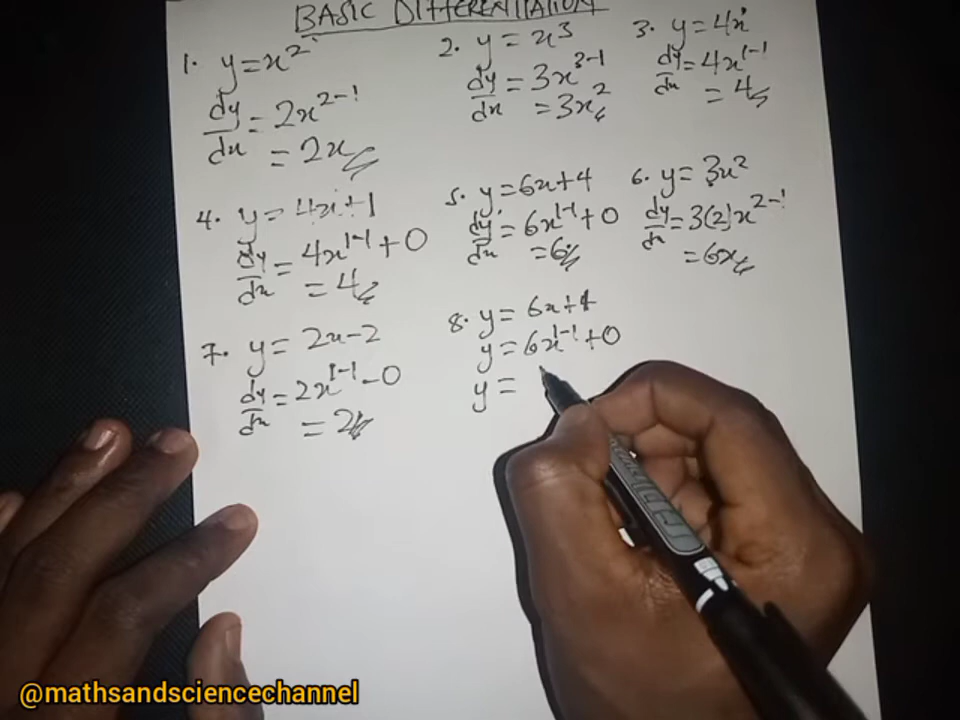 BASIC DIFFERENTIATION
1. y = x²
dy/dx = 2x²⁻¹
= 2x
2. y = x³
dy/dx = 3x³⁻¹
= 3x²
3. y = 4x
dy/dx = 4x¹⁻¹
= 4
4. y = 4x+1
dy/dx = 4x¹⁻¹ + 0
= 4
5. y = 6x+4
dy/dx = 6x¹⁻¹ + 0
= 6
6. y = 3x²
dy/dx = 3(2)x²⁻¹
= 6x
7. y = 2x-2
dy/dx = 2x¹⁻¹ - 0
= 2
8. y = 6x+4
y = 6x¹⁻¹ + 0
y =
@mathsandsciencechannel